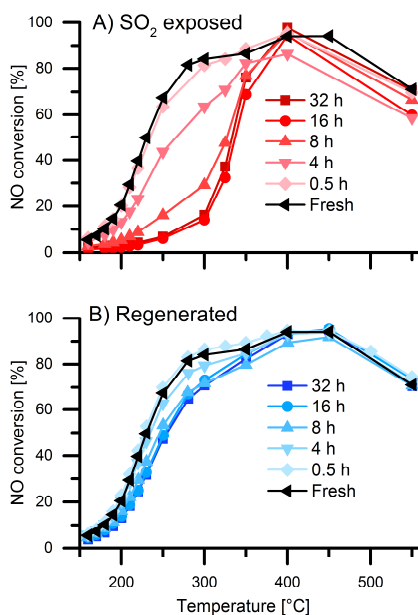 A) SO₂ exposed
100
80
60
40
20
0
NO conversion [%]
32 h
16 h
8 h
4 h
0.5 h
Fresh
B) Regenerated
100
80
60
40
20
0
NO conversion [%]
32 h
16 h
8 h
4 h
0.5 h
Fresh
200
300
400
500
Temperature [°C]